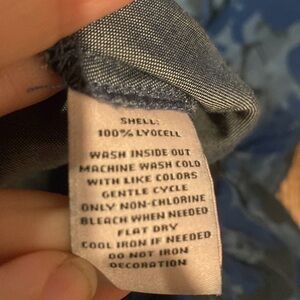 SHELL:
100% LYOCELL
WASH INSIDE OUT
MACHINE WASH COLD
WITH LIKE COLORS
GENTLE CYCLE
ONLY NON-CHLORINE
BLEACH WHEN NEEDED
FLAT DRY
COOL IRON IF NEEDED
DO NOT IRON
DECORATION